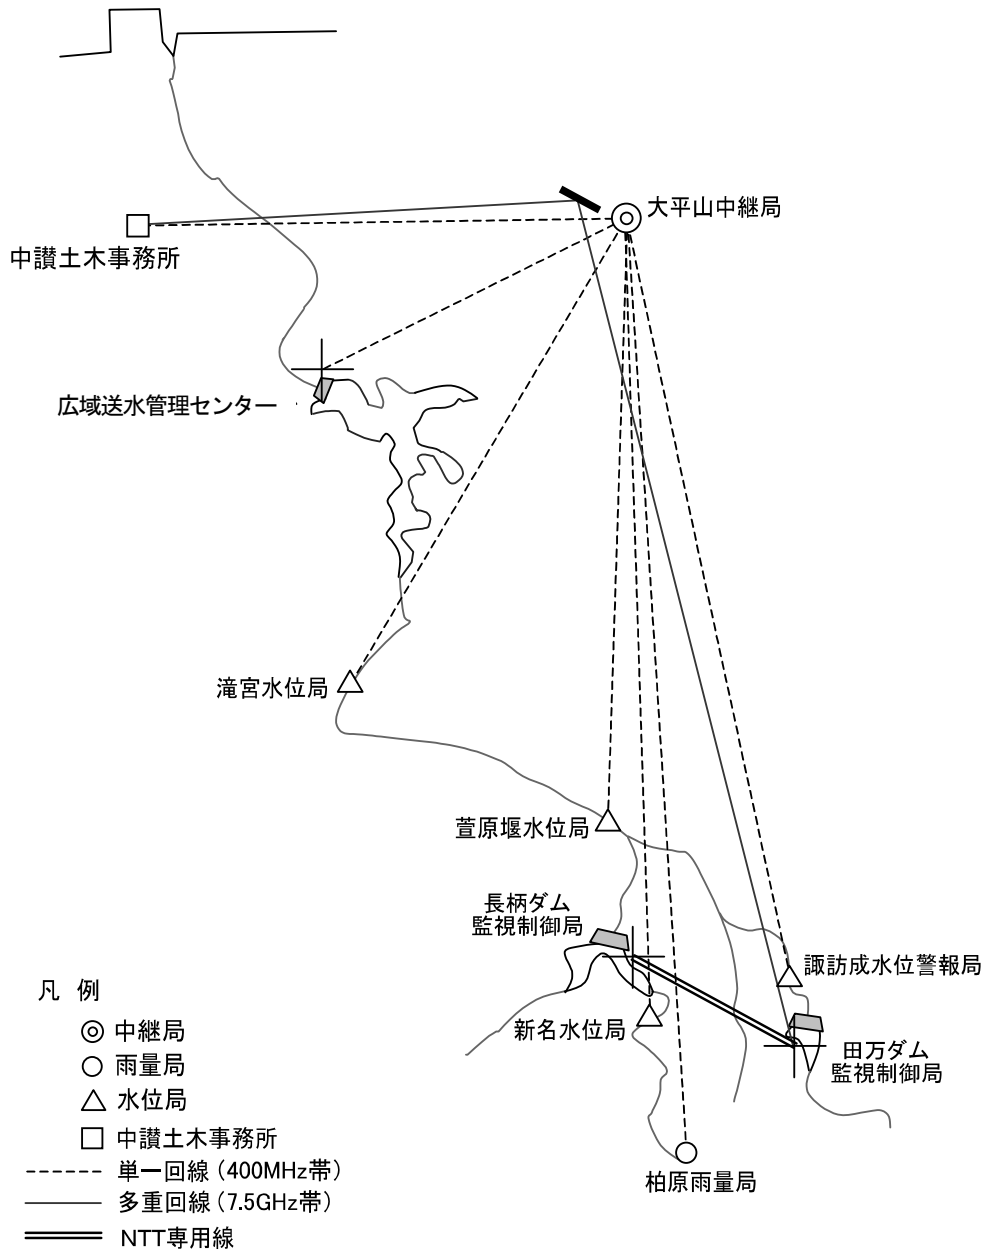 大平山中継局
中讃土木事務所
広域送水管理センター
滝宮水位局
萱原堰水位局
長柄ダム
監視制御局
諏訪成水位警報局
新名水位局
田万ダム
監視制御局
柏原雨量局
凡 例
中継局
雨量局
水位局
中讃土木事務所
単一回線(400MHz帯)
多重回線(7.5GHz帯)
NTT専用線